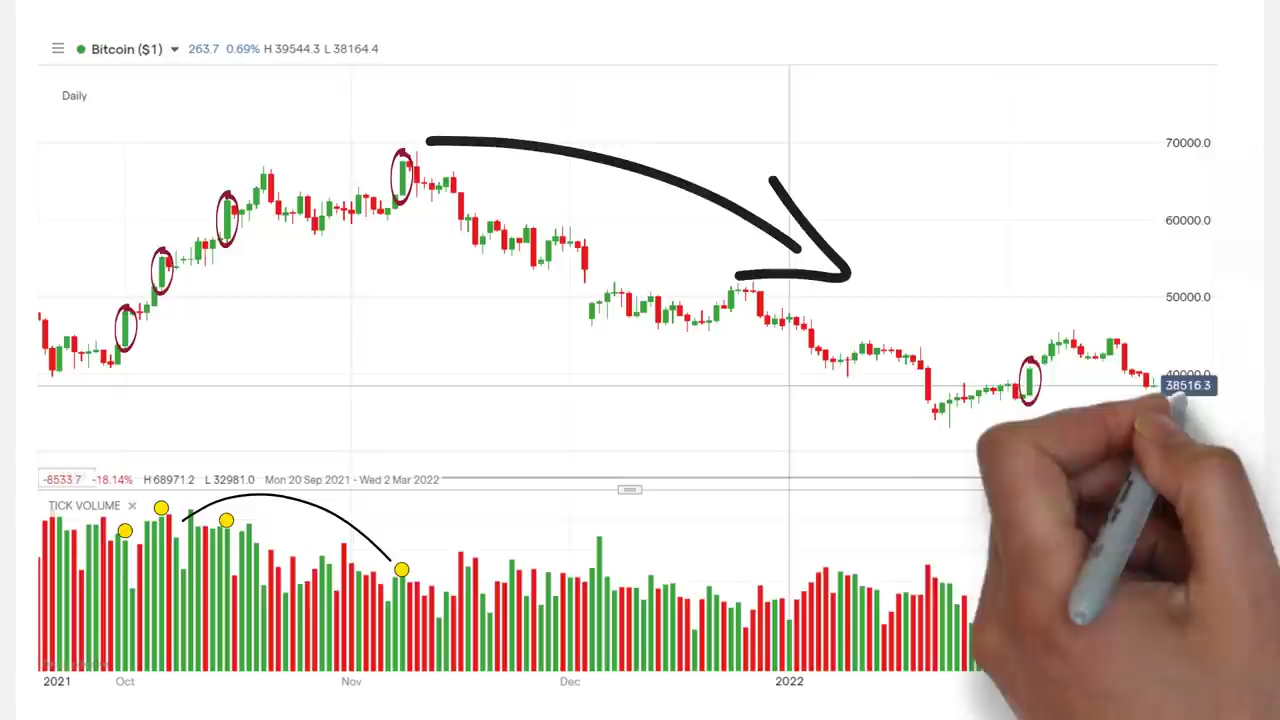 Bitcoin ($1) 263.7 0.69% H 39544.3 L 38164.4
Daily
70000.0
60000.0
50000.0
40000.0
38516.3
-8533.7 -18.14% H 68971.2 L 32981.0 Mon 20 Sep 2021 - Wed 2 Mar 2022
TICK VOLUME ×
2021 Oct Nov Dec 2022